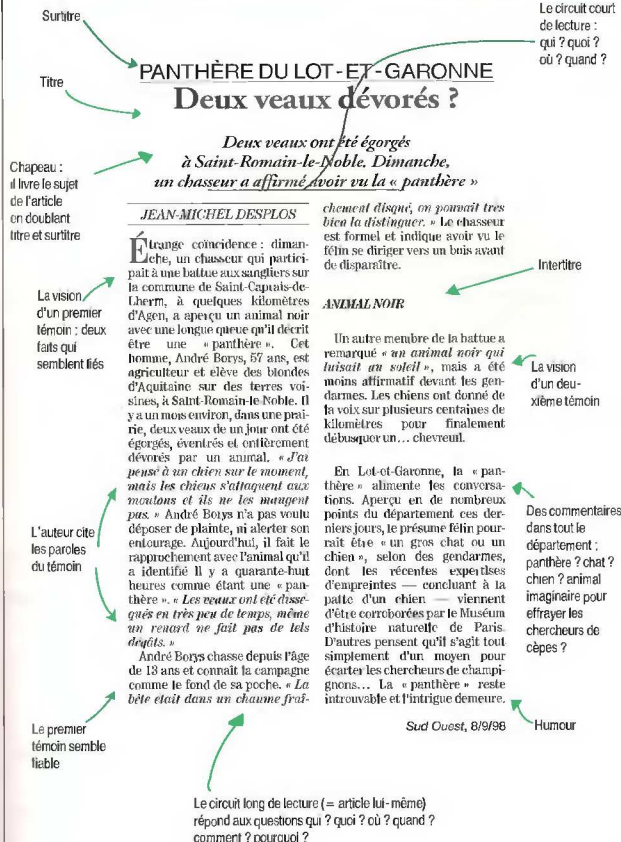 Surtitre
Le circuit court
de lecture :
qui ? quoi ?
où ? quand ?
PANTHÈRE DU LOT-ET-GARONNE
Titre
Deux veaux dévorés ?
Deux veaux ont été égorgés
à Saint-Romain-le-Noble. Dimanche,
un chasseur a affirmé avoir vu la « panthère »
Chapeau :
il livre le sujet
de l'article
en doublant
titre et surtitre
JEAN-MICHEL DESPLOS
Étrange coïncidence : diman-
che, un chasseur qui partici-
pait à une battue aux sangliers sur
la commune de Saint-Caprais-de-
Lherm, à quelques kilomètres
d'Agen, a aperçu un animal noir
avec une longue queue qu'il décrit
être une « panthère ». Cet
homme, André Borys, 57 ans, est
agriculteur et elève des blondes
d'Aquitaine sur des terres voi-
sines, à Saint-Romain-le-Noble. Il
y a un mois environ, dans une prai-
rie, deux veaux de un jour ont été
égorgés, éventrés et entièrement
dévorés par un animal. « J'ai
pensé à un chien sur le moment,
mais les chiens s'attaquent aux
moutons et ils ne les mangent
pas. » André Borys n'a pas voulu
déposer de plainte, ni alerter son
entourage. Aujourd'hui, il fait le
rapprochement avec l'animal qu'il
a identifié il y a quarante-huit
heures comme étant une « pan-
thère ». « Les veaux ont été dissé-
qués en très peu de temps, même
un renard ne fait pas de tels
dégâts. »
André Borys chasse depuis l'âge
de 13 ans et connaît la campagne
comme le fond de sa poche. « La
bête était dans un chaume fraî-
La vision
d'un premier
témoin : deux
faits qui
semblent liés
L'auteur cite
les paroles
du témoin
Le premier
témoin semble
fiable
chement disqué, on pouvait très
bien la distinguer. » Le chasseur
est formel et indique avoir vu le
félin se diriger vers un bois avant
de disparaître.
Intertitre
ANIMAL NOIR
Un autre membre de la battue a
remarqué « un animal noir qui
luisait au soleil », mais a été
moins affirmatif devant les gen-
darmes. Les chiens ont donné de
la voix sur plusieurs centaines de
kilomètres pour finalement
débusquer un... chevreuil.
La vision
d'un deu-
xième témoin
En Lot-et-Garonne, la « pan-
thère » alimente les conversa-
tions. Aperçu en de nombreux
points du département ces der-
niers jours, le présumé félin pour-
rait être « un gros chat ou un
chien », selon des gendarmes,
dont les récentes expertises
d'empreintes — concluant à la
patte d'un chien — viennent
d'être corroborées par le Muséum
d'histoire naturelle de Paris.
D'autres pensent qu'il s'agit tout
simplement d'un moyen pour
écarter les chercheurs de champi-
gnons... La « panthère » reste
introuvable et l'intrigue demeure.
Des commentaires
dans tout le
département :
panthère ? chat ?
chien ? animal
imaginaire pour
effrayer les
chercheurs de
cèpes ?
Sud Ouest, 8/9/98
Humour
Le circuit long de lecture (= article lui-même)
répond aux questions qui ? quoi ? où ? quand ?
comment ? pourquoi ?